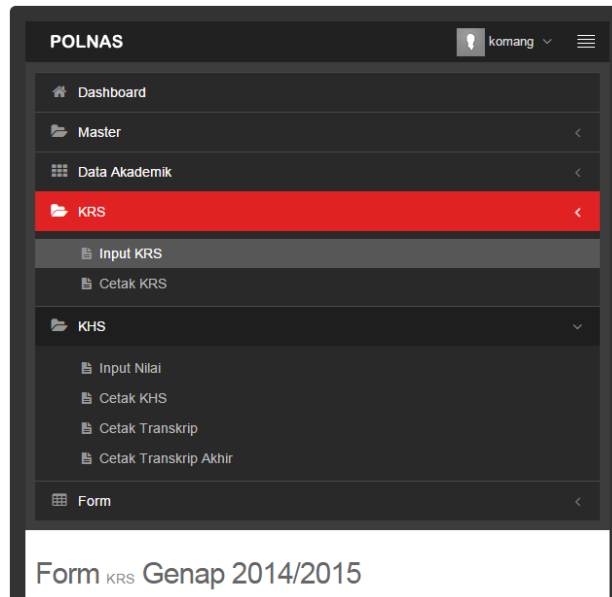 POLNAS komang
Dashboard
Master
Data Akademik
KRS
Input KRS
Cetak KRS
KHS
Input Nilai
Cetak KHS
Cetak Transkrip
Cetak Transkrip Akhir
Form
Form KRS Genap 2014/2015